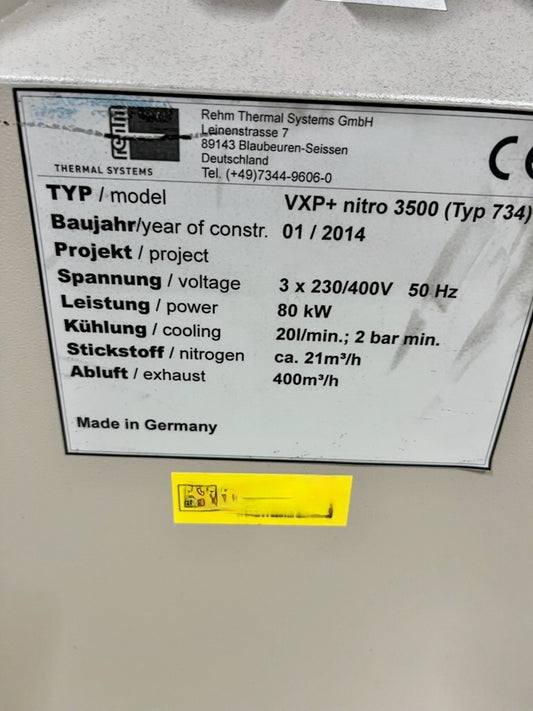 rehm
THERMAL SYSTEMS
Rehm Thermal Systems GmbH
Leinenstrasse 7
89143 Blaubeuren-Seissen
Deutschland
Tel. (+49)7344-9606-0
CE
TYP / model VXP+ nitro 3500 (Typ 734)
Baujahr/year of constr. 01 / 2014
Projekt / project
Spannung / voltage 3 x 230/400V 50 Hz
Leistung / power 80 kW
Kühlung / cooling 20l/min.; 2 bar min.
Stickstoff / nitrogen ca. 21m³/h
Abluft / exhaust 400m³/h
Made in Germany